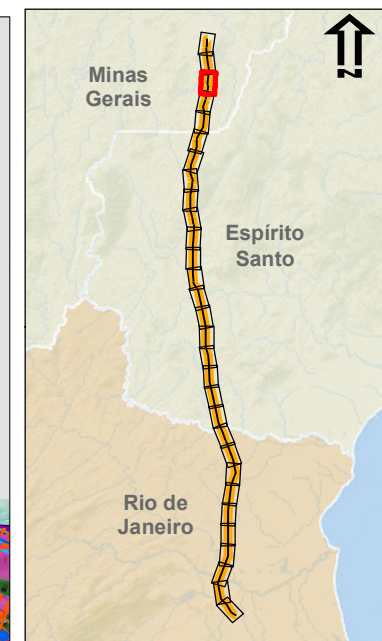 N
Minas
Gerais
Espírito
Santo
Rio de
Janeiro